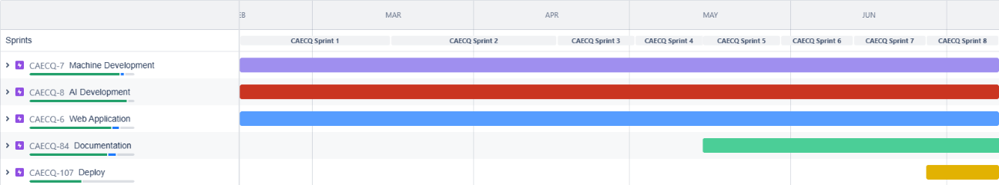 EB MAR APR MAY JUN
Sprints CAECQ Sprint 1 CAECQ Sprint 2 CAECQ Sprint 3 CAECQ Sprint 4 CAECQ Sprint 5 CAECQ Sprint 6 CAECQ Sprint 7 CAECQ Sprint 8
CAECQ-7 Machine Development
CAECQ-8 AI Development
CAECQ-6 Web Application
CAECQ-84 Documentation
CAECQ-107 Deploy